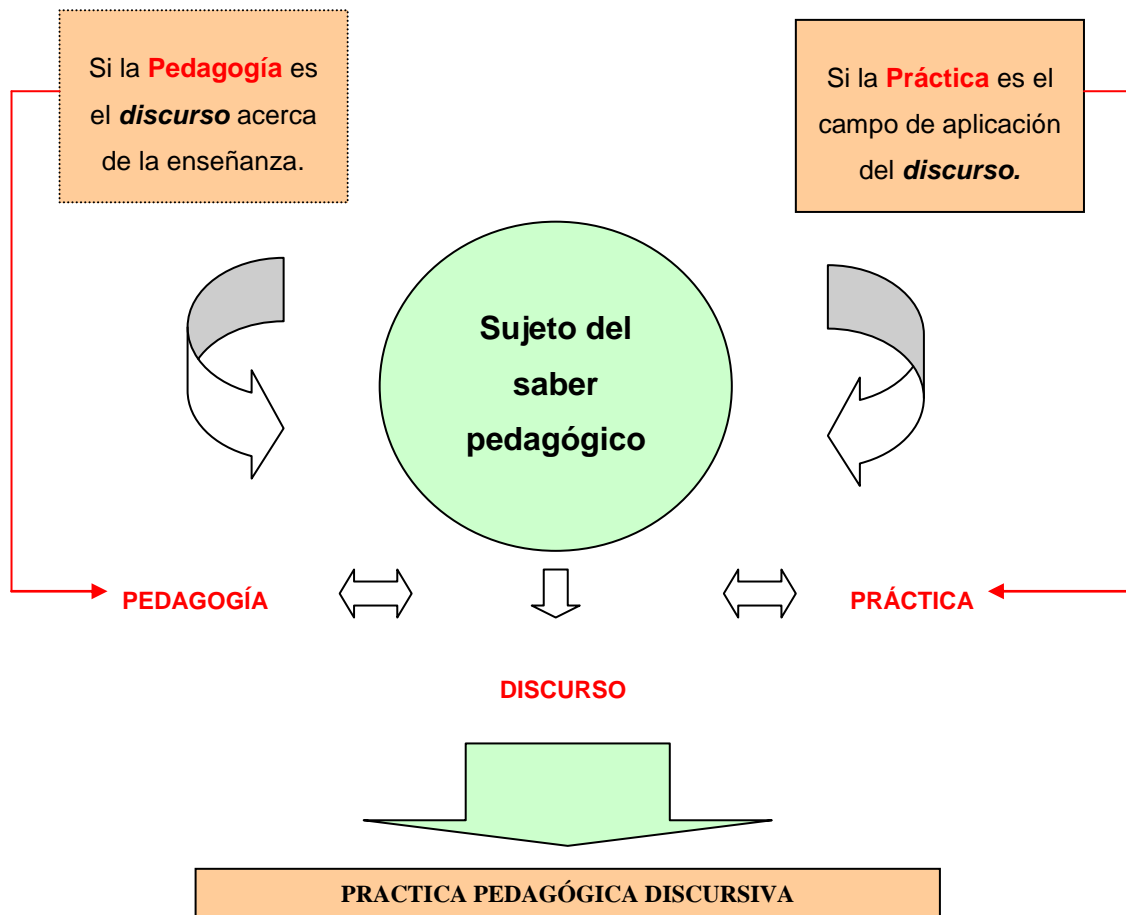 Si la Pedagogía es
el discurso acerca
de la enseñanza.
Si la Práctica es el
campo de aplicación
del discurso.
Sujeto del
saber
pedagógico
PEDAGOGÍA
PRÁCTICA
DISCURSO
PRACTICA PEDAGÓGICA DISCURSIVA